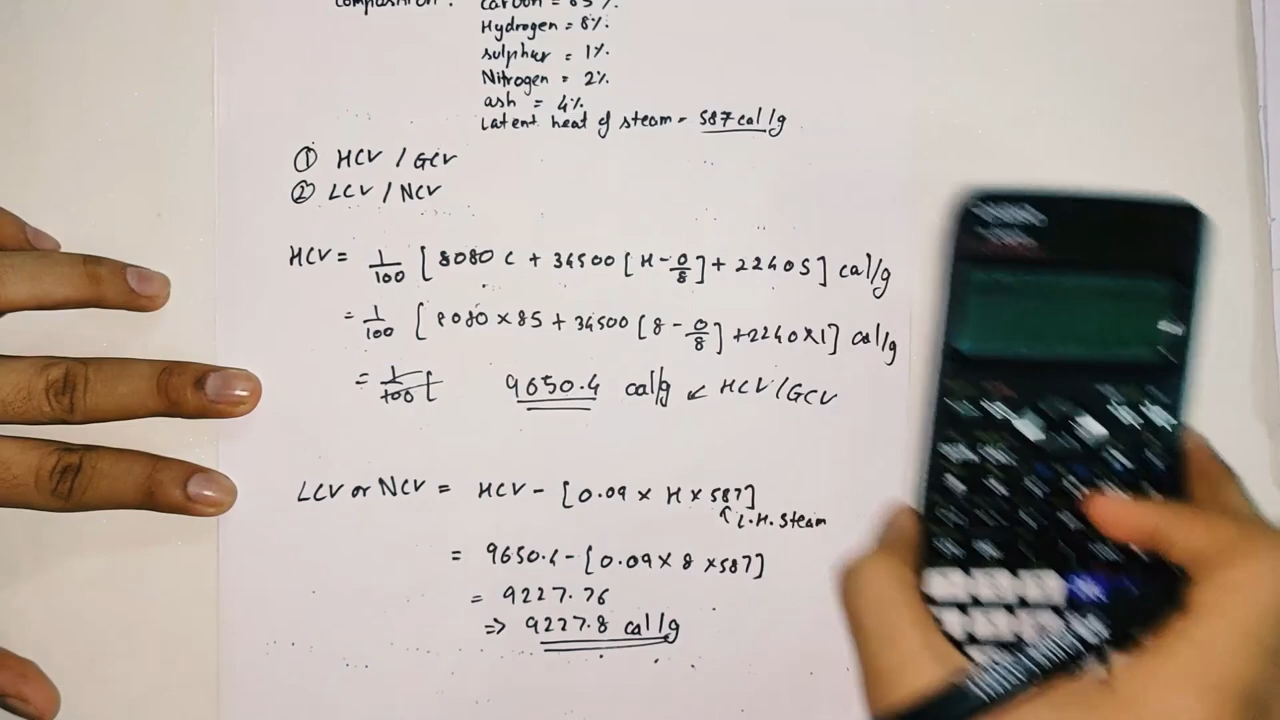 composition : Carbon = 85%.
Hydrogen = 8%.
sulphur = 1%.
Nitrogen = 2%.
ash = 4%.
Latent heat of steam = 587 cal/g
① HCV / GCV
② LCV / NCV
HCV = 1/100 [ 8080 C + 34500 [ H - O/8 ] + 2240 S ] cal/g
= 1/100 [ 8080 × 85 + 34500 [ 8 - 0/8 ] + 2240 × 1 ] cal/g
= 1/100 [ 9650.4 cal/g ↙ HCV / GCV
LCV or NCV = HCV - [ 0.09 × H × 587 ]
↑ L.H. Steam
= 9650.4 - [ 0.09 × 8 × 587 ]
= 9227.76
=> 9227.8 cal/g